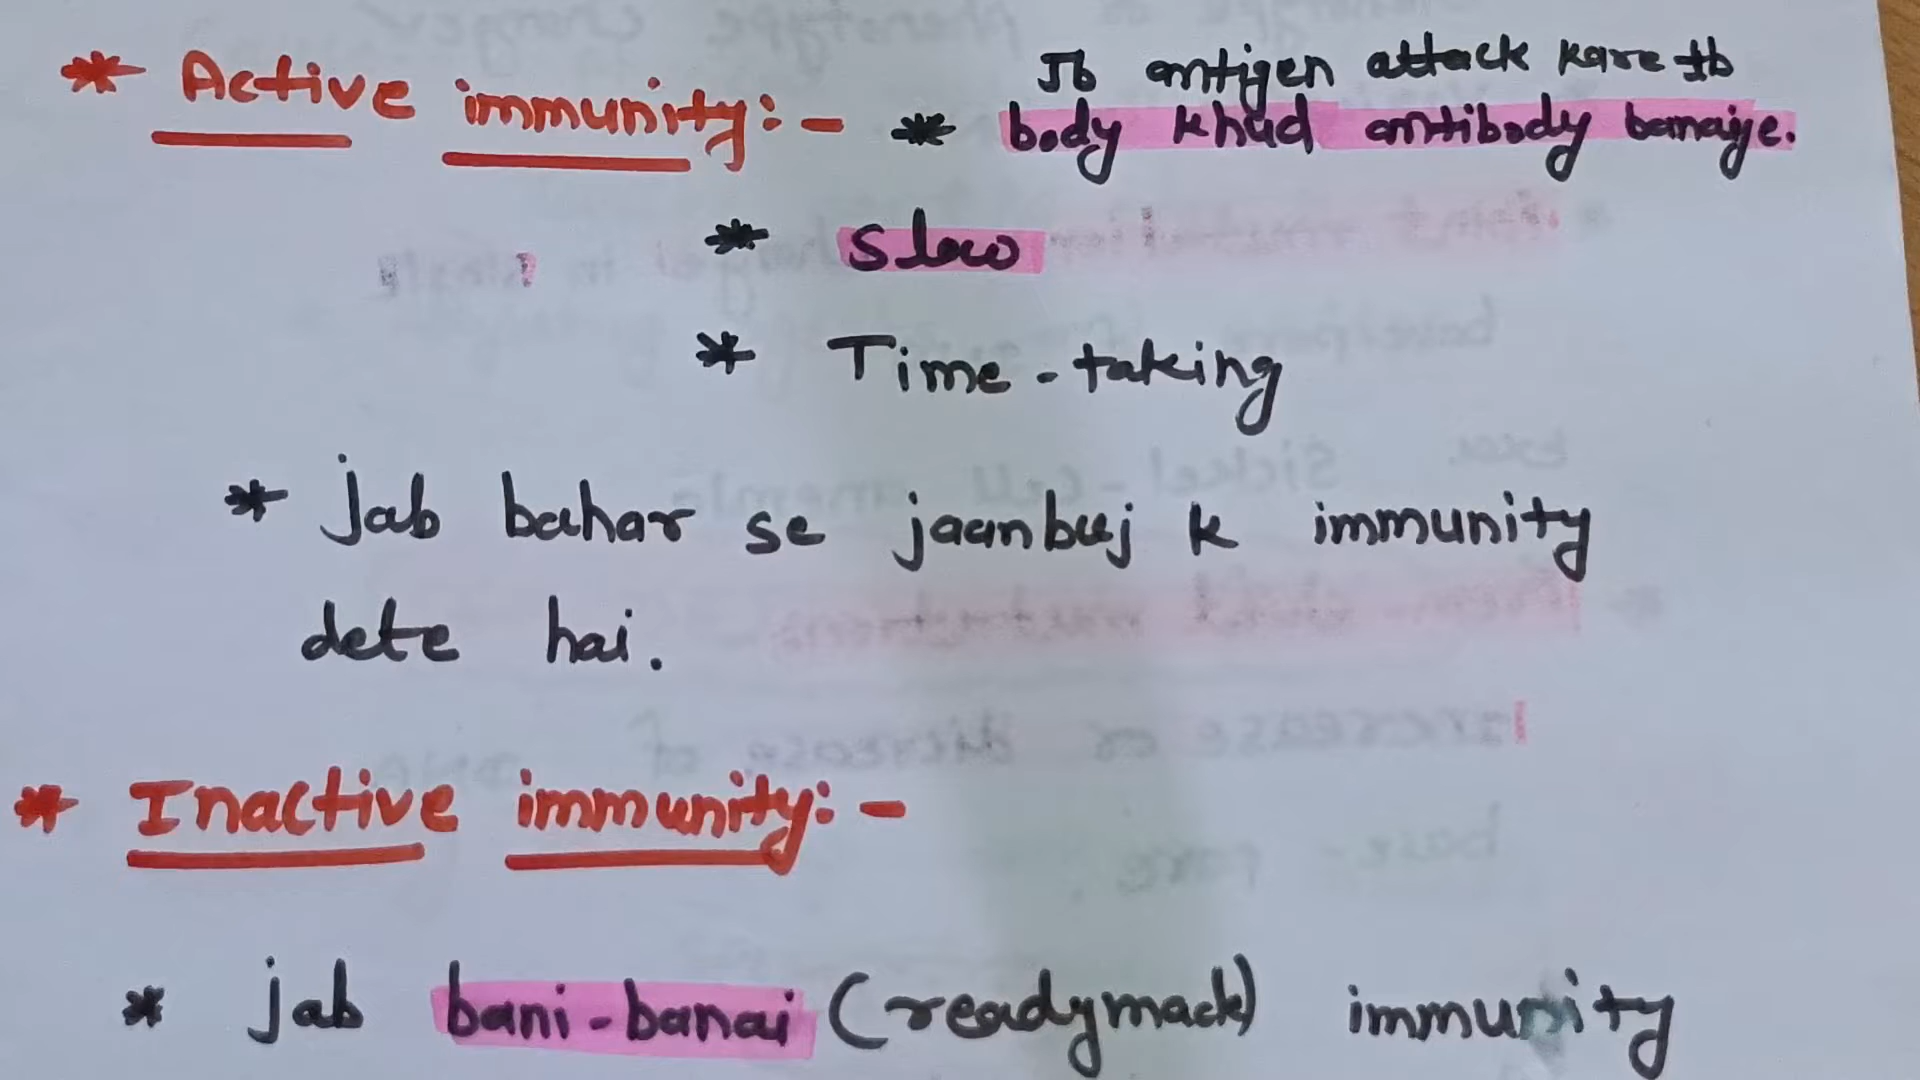 Jb antigen attack kare tb
* Active immunity:- * body khud antibody banaiye.
* Slow
* Time-taking
* jab bahar se jaanbuj k immunity
dete hai.
* Inactive immunity:-
* jab bani-banai (readymade) immunity